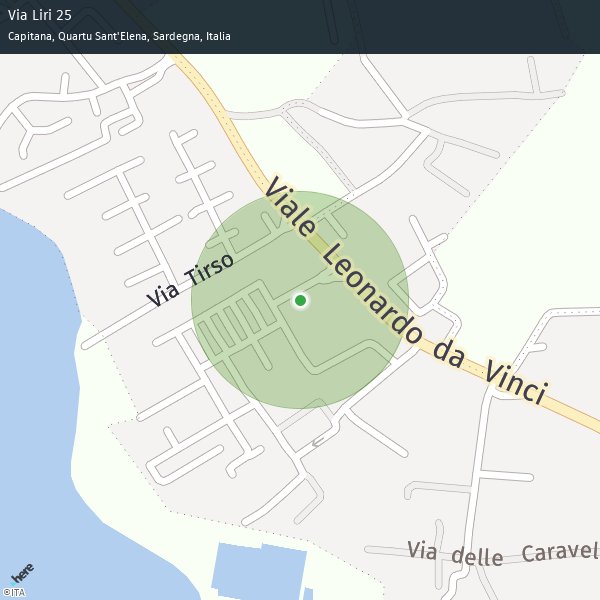 Via Liri 25
Capitana, Quartu Sant'Elena, Sardegna, Italia
Viale Leonardo da Vinci
Via Tirso
Via delle Caravel
here
©ITA